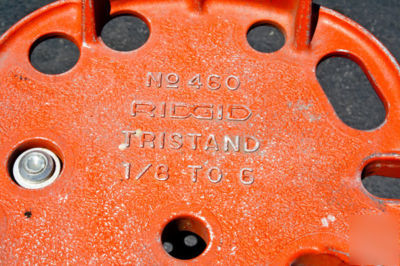 No 460
RIDGID
TRISTAND
1/8 TO 6